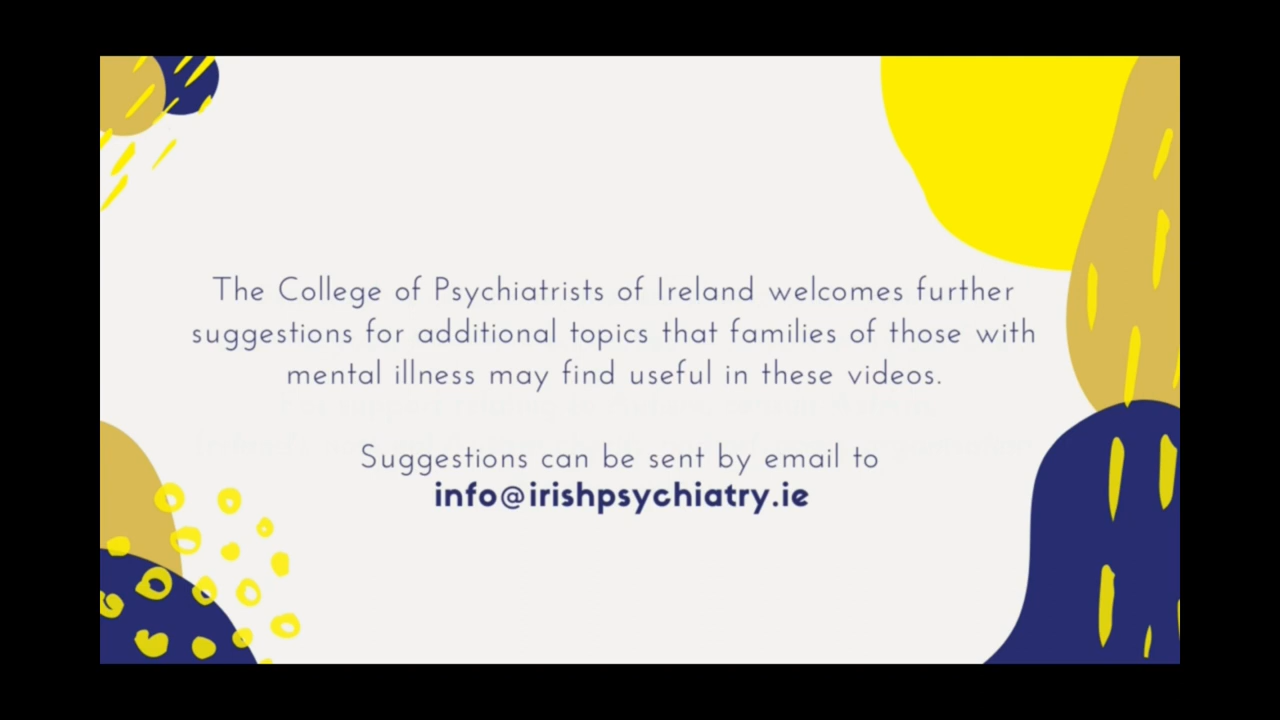 The College of Psychiatrists of Ireland welcomes further
suggestions for additional topics that families of those with
mental illness may find useful in these videos.
Suggestions can be sent by email to
info@irishpsychiatry.ie